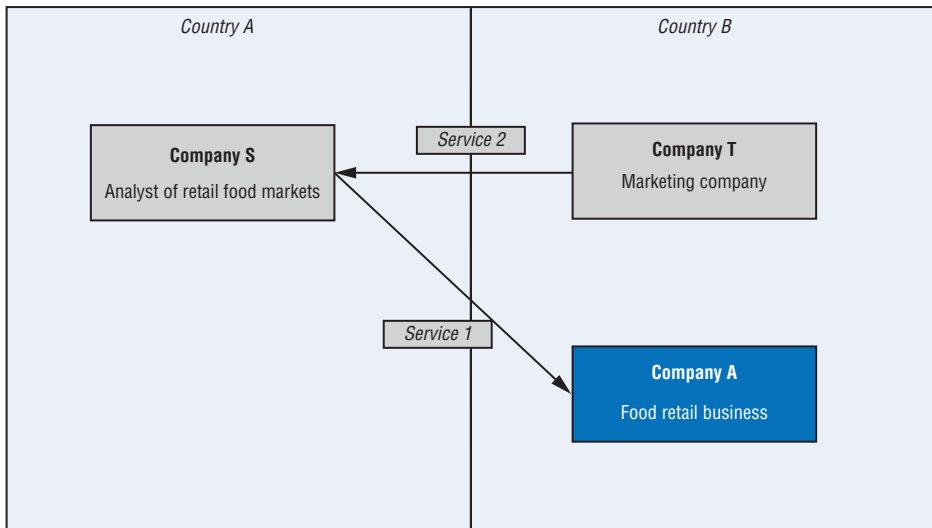 Country A
Country B
Service 2
Company S
Analyst of retail food markets
Company T
Marketing company
Service 1
Company A
Food retail business